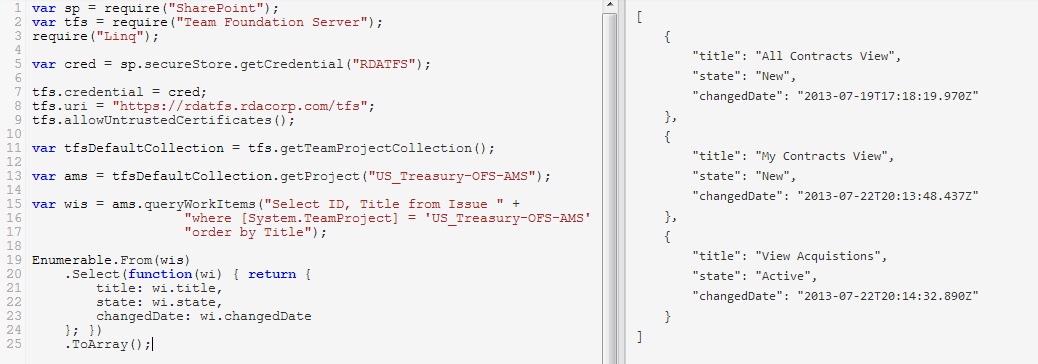 1 var sp = require("SharePoint");
2 var tfs = require("Team Foundation Server");
3 require("Linq");
4
5 var cred = sp.secureStore.getCredential("RDATFS");
6
7 tfs.credential = cred;
8 tfs.uri = "https://rdatfs.rdacorp.com/tfs";
9 tfs.allowUntrustedCertificates();
10
11 var tfsDefaultCollection = tfs.getTeamProjectCollection();
12
13 var ams = tfsDefaultCollection.getProject("US_Treasury-OFS-AMS");
14
15 var wis = ams.queryWorkItems("Select ID, Title from Issue " +
16                    "where [System.TeamProject] = 'US_Treasury-OFS-AMS'
17                    "order by Title");
18
19 Enumerable.From(wis)
20     .Select(function(wi) { return {
21         title: wi.title,
22         state: wi.state,
23         changedDate: wi.changedDate
24     }; })
25     .ToArray();
[
    {
        "title": "All Contracts View",
        "state": "New",
        "changedDate": "2013-07-19T17:18:19.970Z"
    },
    {
        "title": "My Contracts View",
        "state": "New",
        "changedDate": "2013-07-22T20:13:48.437Z"
    },
    {
        "title": "View Acquistions",
        "state": "Active",
        "changedDate": "2013-07-22T20:14:32.890Z"
    }
]